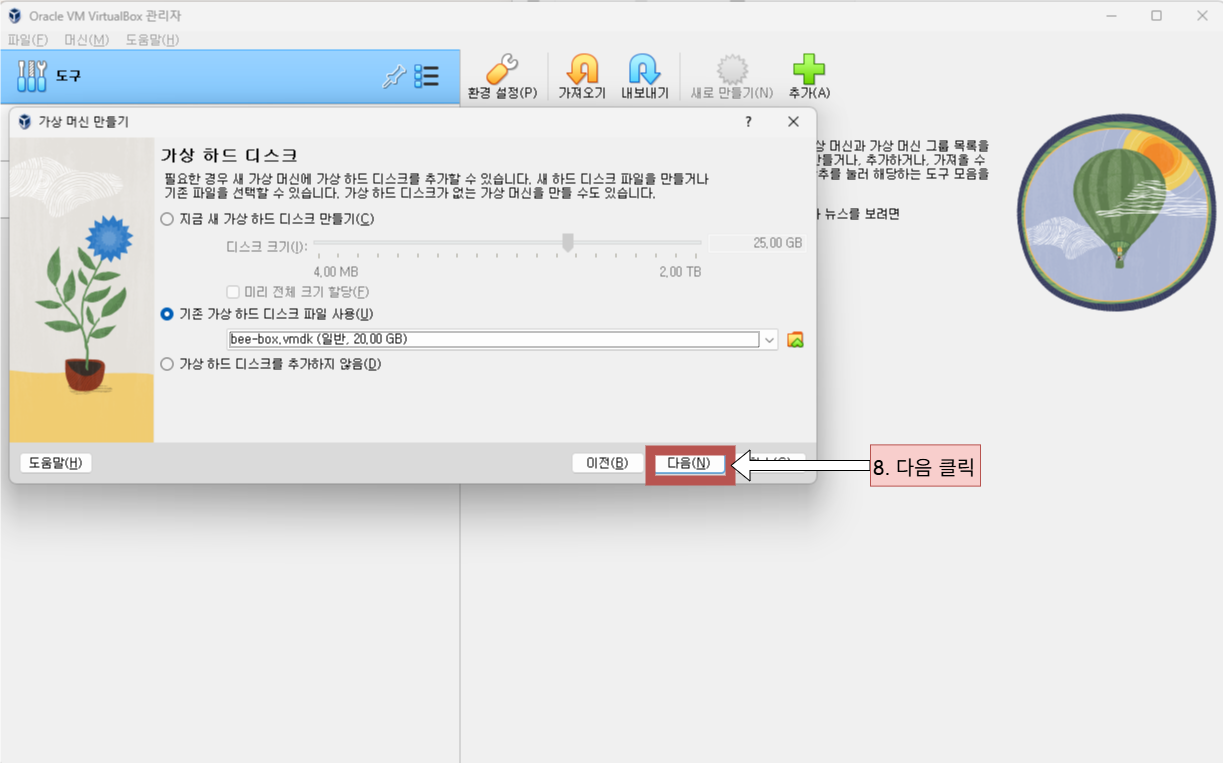 Oracle VM VirtualBox 관리자
파일(F) 머신(M) 도움말(H)
도구
환경 설정(P) 가져오기 내보내기 새로 만들기(N) 추가(A)
가상 머신 만들기 ?
머신과 가상 머신 그룹 목록을
만들거나, 추가하거나, 가져올 수
눌러 해당하는 도구 모음을
뉴스를 보려면
가상 하드 디스크
필요한 경우 새 가상 머신에 가상 하드 디스크를 추가할 수 있습니다. 새 하드 디스크 파일을 만들거나
기존 파일을 선택할 수 있습니다. 가상 하드 디스크가 없는 가상 머신을 만들 수도 있습니다.
지금 새 가상 하드 디스크 만들기(C)
디스크 크기(I): 25,00 GB
4,00 MB 2,00 TB
미리 전체 크기 할당(F)
기존 가상 하드 디스크 파일 사용(U)
bee-box,vmdk (일반, 20,00 GB)
가상 하드 디스크를 추가하지 않음(D)
도움말(H) 이전(B) 다음(N)
8. 다음 클릭